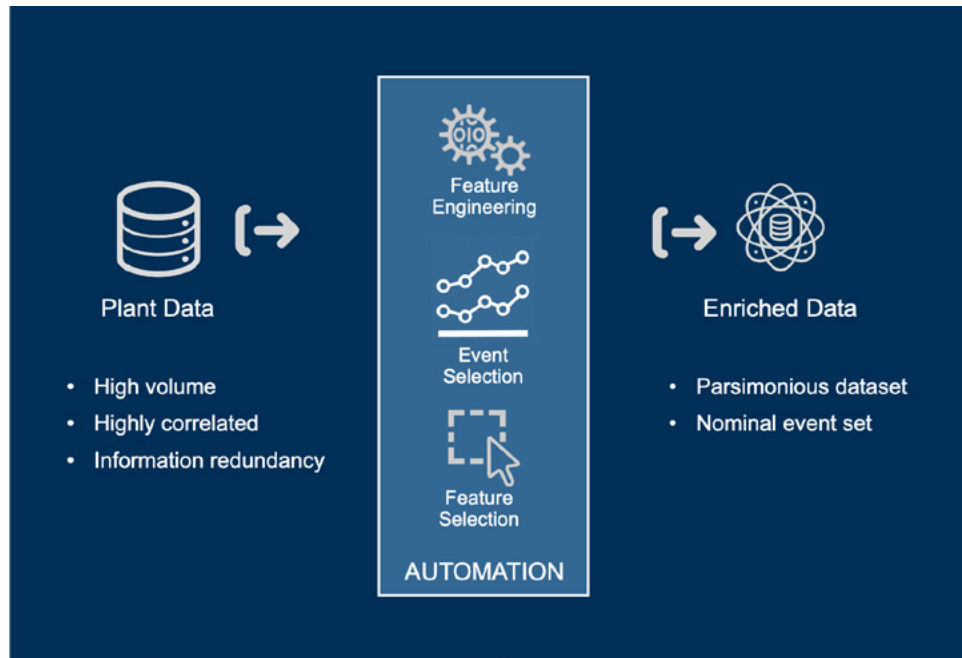 Plant Data
• High volume
• Highly correlated
• Information redundancy
OIO
Feature
Engineering
Event
Selection
Feature
Selection
AUTOMATION
Enriched Data
• Parsimonious dataset
• Nominal event set